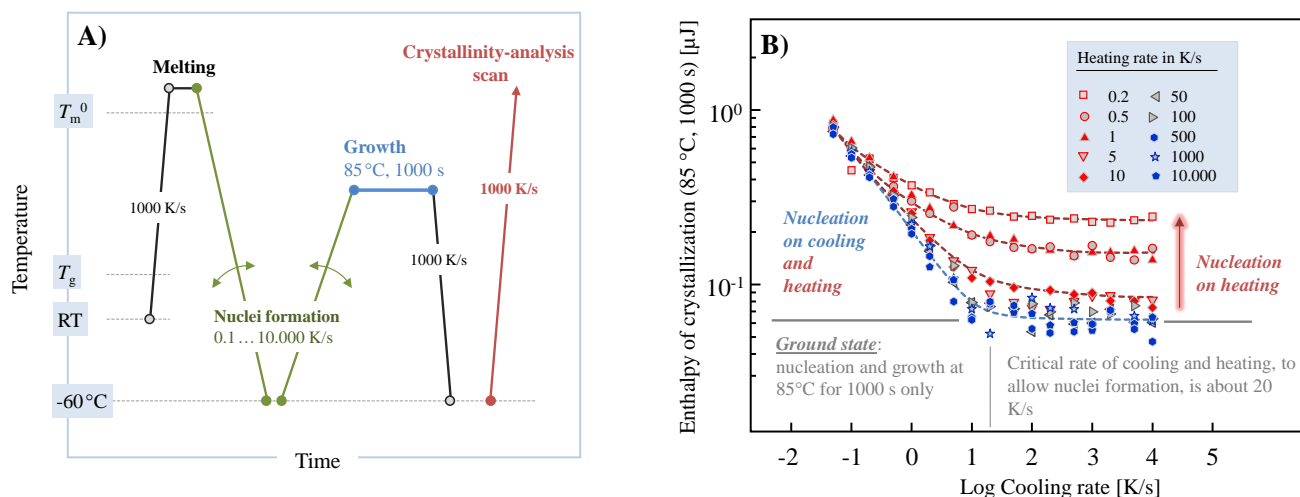 A)
Crystallinity-analysis
scan
Melting
Tm0
Growth
85°C, 1000 s
1000 K/s
1000 K/s
1000 K/s
Temperature
Tg
RT
Nuclei formation
0.1 … 10.000 K/s
-60°C
Time
B)
Enthalpy of crystallization (85 °C, 1000 s) [µJ]
Heating rate in K/s
0.2 50
0.5 100
1 500
5 1000
10 10.000
10^0
10^-1
Nucleation
on cooling
and
heating
Nucleation
on heating
Ground state:
nucleation and growth at
85°C for 1000 s only
Critical rate of cooling and heating, to
allow nuclei formation, is about 20
K/s
-2 -1 0 1 2 3 4 5
Log Cooling rate [K/s]